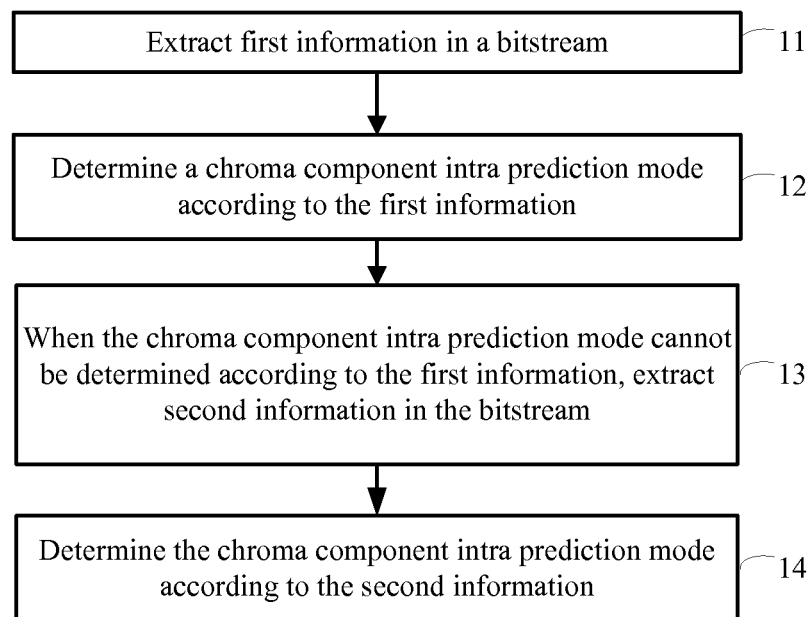 Extract first information in a bitstream
11
Determine a chroma component intra prediction mode
according to the first information
12
When the chroma component intra prediction mode cannot
be determined according to the first information, extract
second information in the bitstream
13
Determine the chroma component intra prediction mode
according to the second information
14